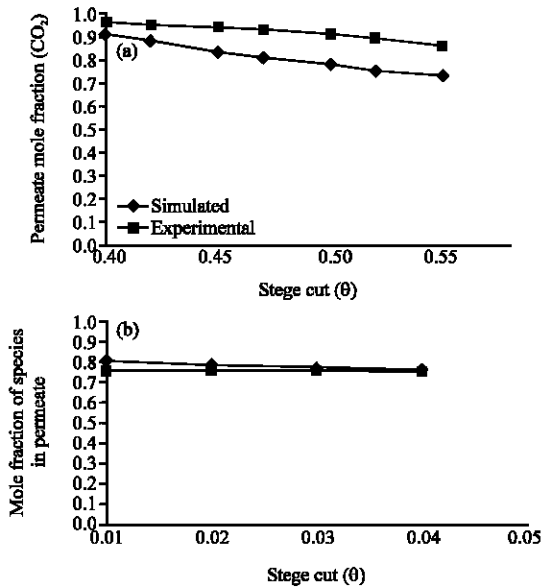 Permeate mole fraction (CO₂)
1.0
0.9
0.8
0.7
0.6
0.5
0.4
0.9
0.2
0.1
0.0
(a)
Simulated
Experimental
0.40 0.45 0.50 0.55
Stege cut (θ)
Mole fraction of species
in permeate
1.0
0.9
0.8
0.7
0.6
0.5
0.4
0.3
0.2
0.1
0.0
(b)
0.01 0.02 0.03 0.04 0.05
Stege cut (θ)